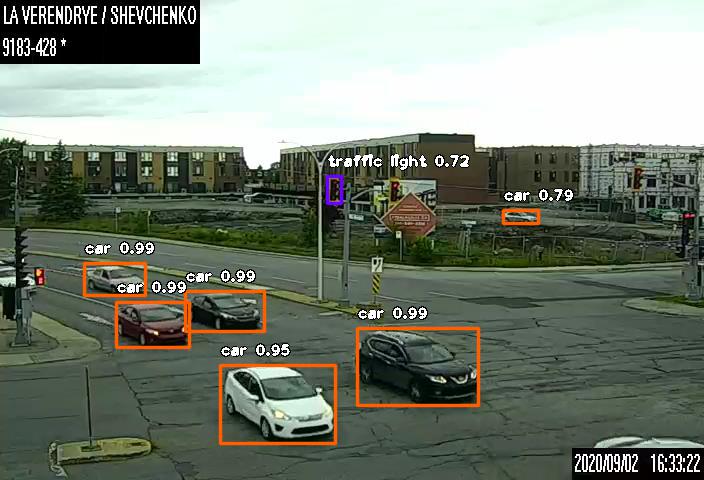 LA VERENDRYE / SHEVCHENKO
9183-428 *
traffic light 0.72
car 0.79
car 0.99
car 0.99
car 0.99
car 0.99
car 0.95
2020/09/02 16:33:22